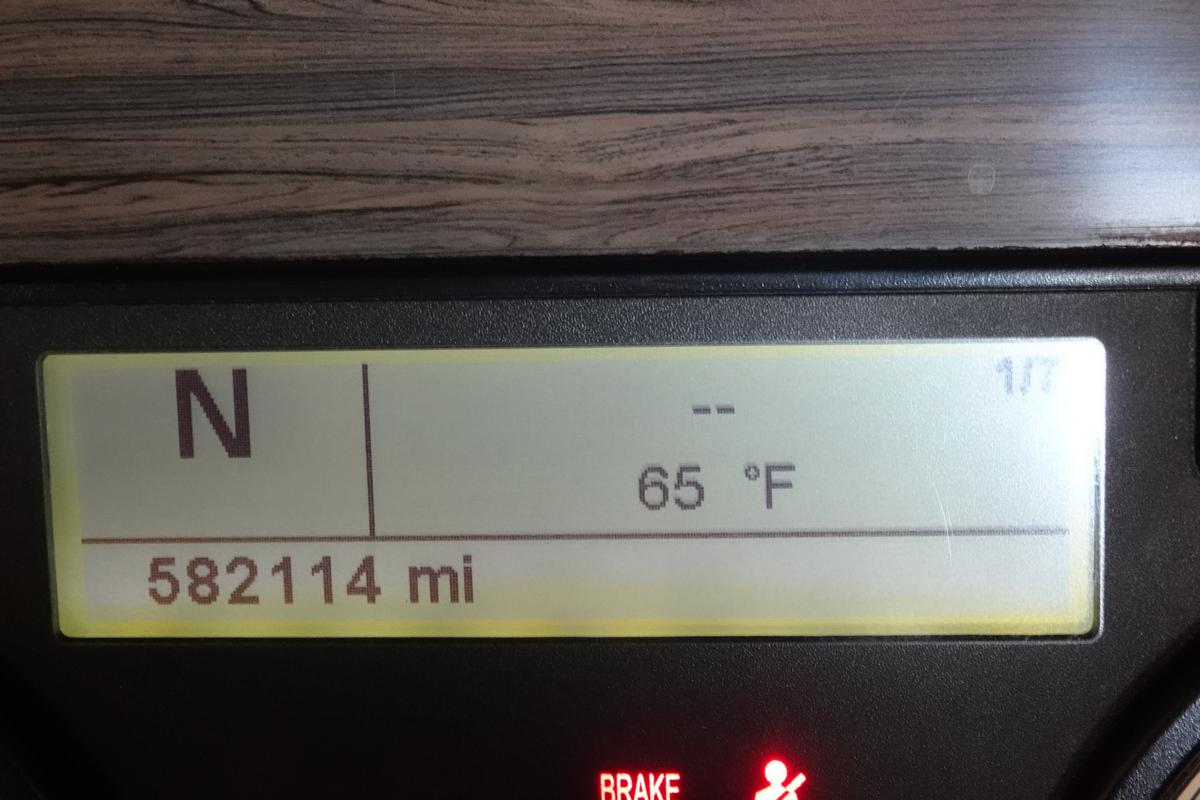 N
--
1/7
65 °F
582114 mi
BRAKE